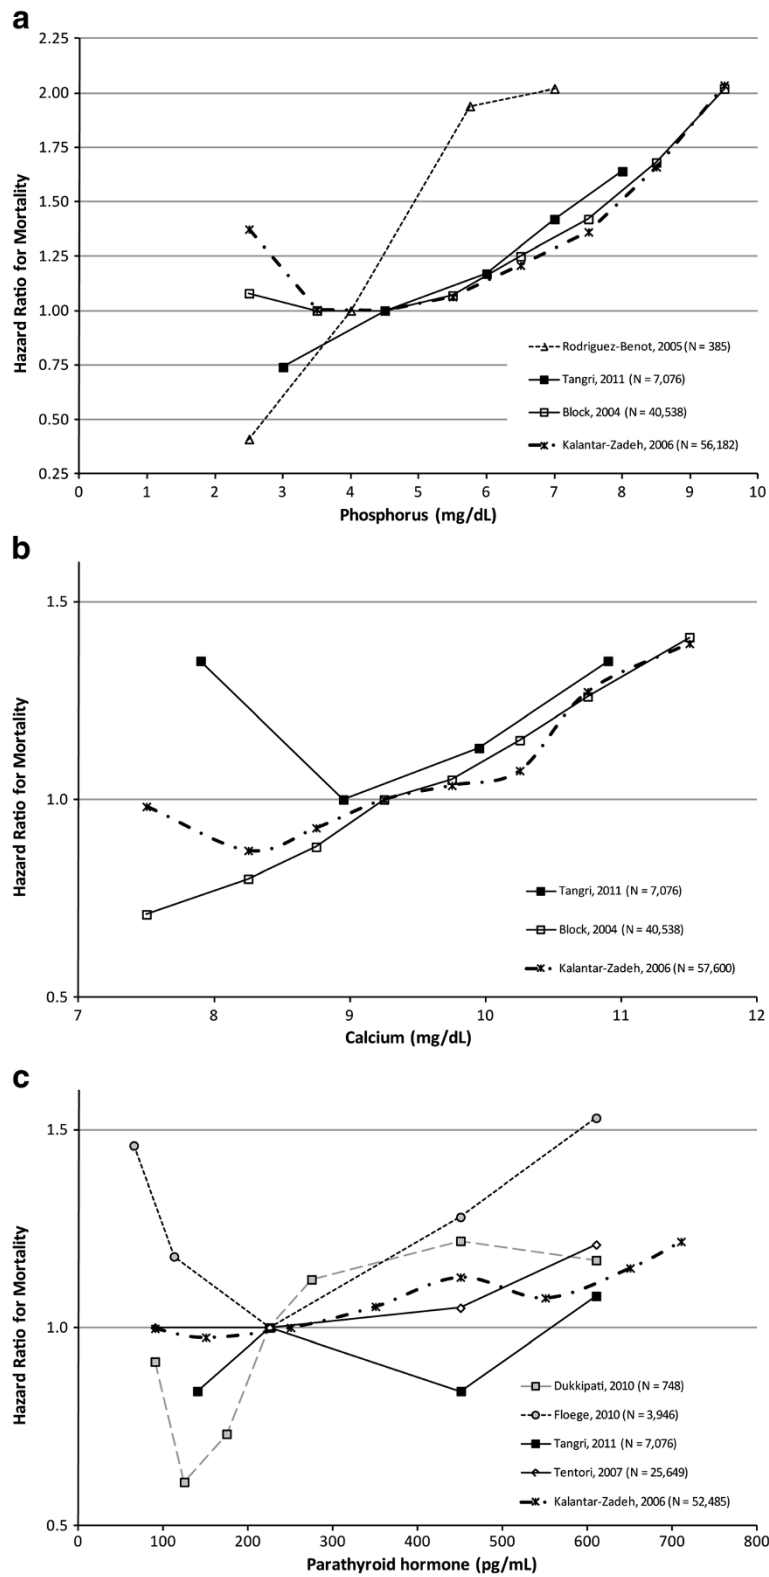 a
2.25
2.00
1.75
1.50
1.25
1.00
0.75
0.50
0.25
Hazard Ratio for Mortality
Rodriguez-Benot, 2005 (N = 385)
Tangri, 2011 (N = 7,076)
Block, 2004 (N = 40,538)
Kalantar-Zadeh, 2006 (N = 56,182)
0 1 2 3 4 5 6 7 8 9 10
Phosphorus (mg/dL)
b
1.5
1.0
0.5
Hazard Ratio for Mortality
Tangri, 2011 (N = 7,076)
Block, 2004 (N = 40,538)
Kalantar-Zadeh, 2006 (N = 57,600)
7 8 9 10 11 12
Calcium (mg/dL)
c
1.5
1.0
0.5
Hazard Ratio for Mortality
Dukkipati, 2010 (N = 748)
Floege, 2010 (N = 3,946)
Tangri, 2011 (N = 7,076)
Tentori, 2007 (N = 25,649)
Kalantar-Zadeh, 2006 (N = 52,485)
0 100 200 300 400 500 600 700 800
Parathyroid hormone (pg/mL)